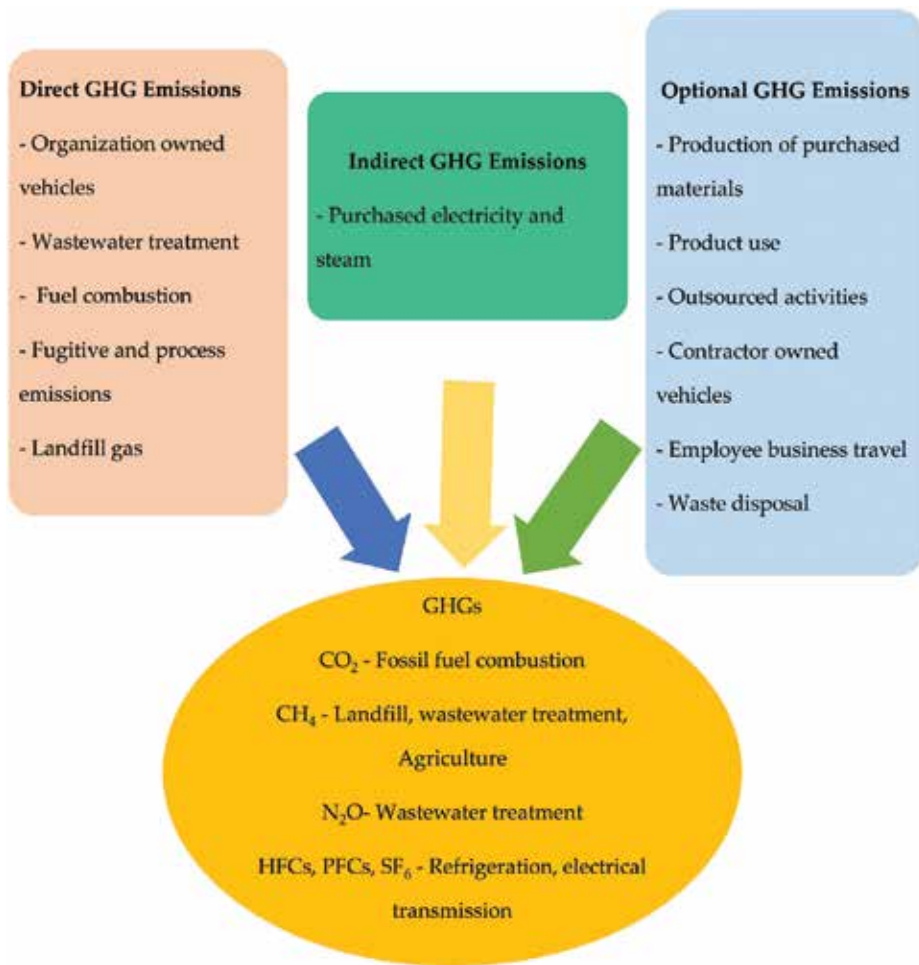 Direct GHG Emissions
- Organization owned
vehicles
- Wastewater treatment
- Fuel combustion
- Fugitive and process
emissions
- Landfill gas
Indirect GHG Emissions
- Purchased electricity and
steam
Optional GHG Emissions
- Production of purchased
materials
- Product use
- Outsourced activities
- Contractor owned
vehicles
- Employee business travel
- Waste disposal
GHGs
CO₂ - Fossil fuel combustion
CH₄ - Landfill, wastewater treatment,
Agriculture
N₂O- Wastewater treatment
HFCs, PFCs, SF₆ - Refrigeration, electrical
transmission